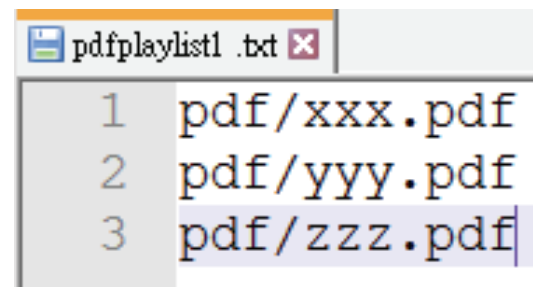 pdfplaylist1 .txt
1 pdf/xxx.pdf
2 pdf/yyy.pdf
3 pdf/zzz.pdf